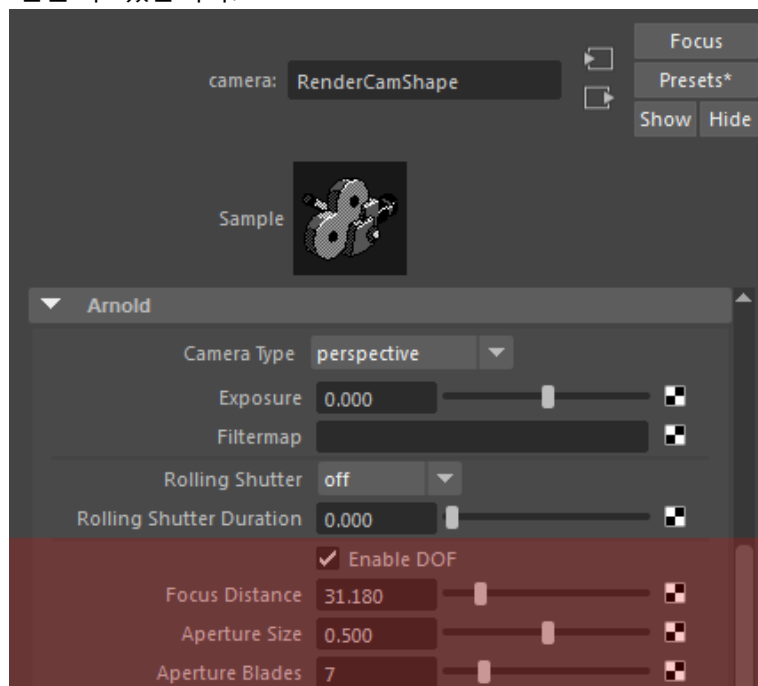 Focus
camera: RenderCamShape
Presets*
Show Hide
Sample
Arnold
Camera Type perspective
Exposure 0.000
Filtermap
Rolling Shutter off
Rolling Shutter Duration 0.000
Enable DOF
Focus Distance 31.180
Aperture Size 0.500
Aperture Blades 7